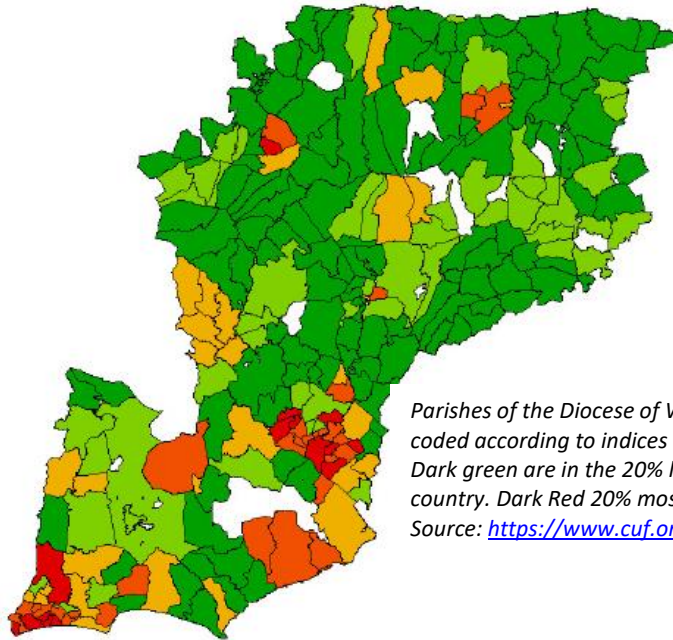 Parishes of the Diocese of
coded according to indices
Dark green are in the 20%
country. Dark Red 20%
Source: https://www.cuf.or